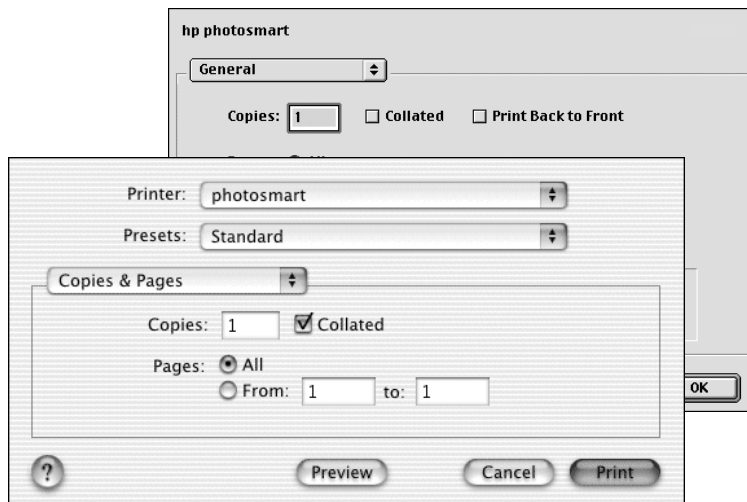 hp photosmart
General
Copies: 1 Collated Print Back to Front
Printer: photosmart
Presets: Standard
Copies & Pages
Copies: 1 Collated
Pages: All
From: 1 to: 1
OK
? Preview Cancel Print